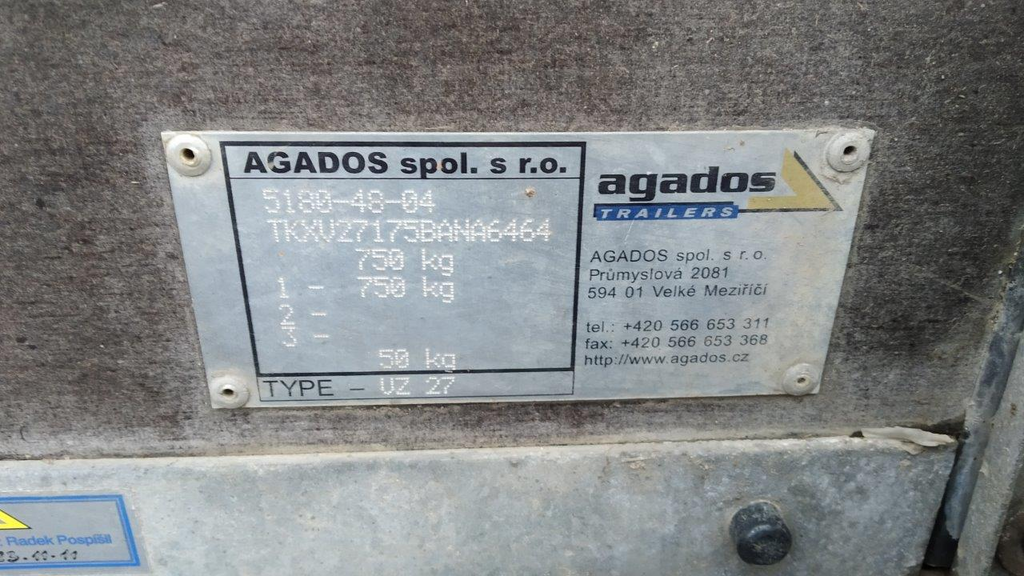 AGADOS spol. s r.o.
5180-48-04
TKXVZ7175BANA6464
750 kg
1 - 750 kg
2 -
3 -
50 kg
TYPE - VZ 27
agados
TRAILERS
AGADOS spol. s r.o.
Průmyslová 2081
594 01 Velké Meziříčí
tel.: +420 566 653 311
fax: +420 566 653 368
http://www.agados.cz
Radek Pospíšil